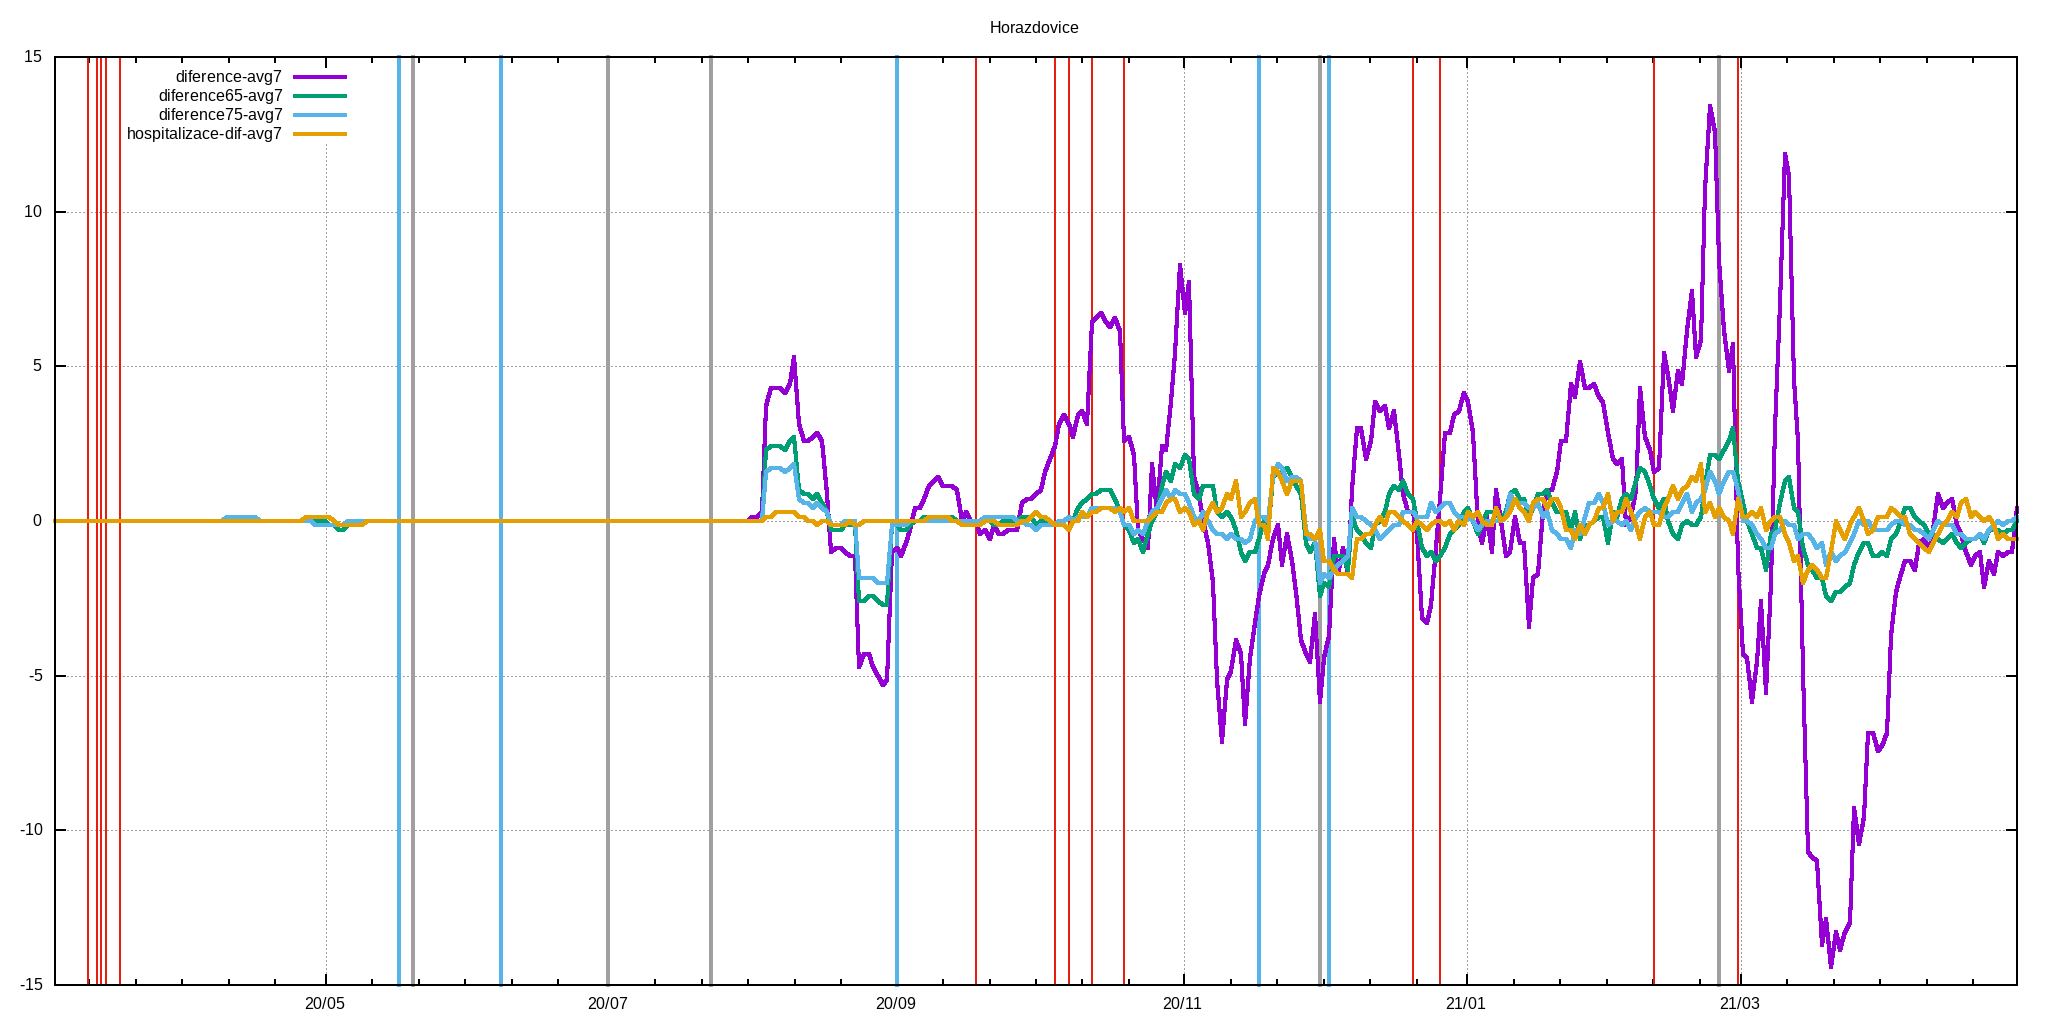 Horazdovice
diference-avg7
diference65-avg7
diference75-avg7
hospitalizace-dif-avg7
15
10
5
0
-5
-10
-15
20/05 20/07 20/09 20/11 21/01 21/03